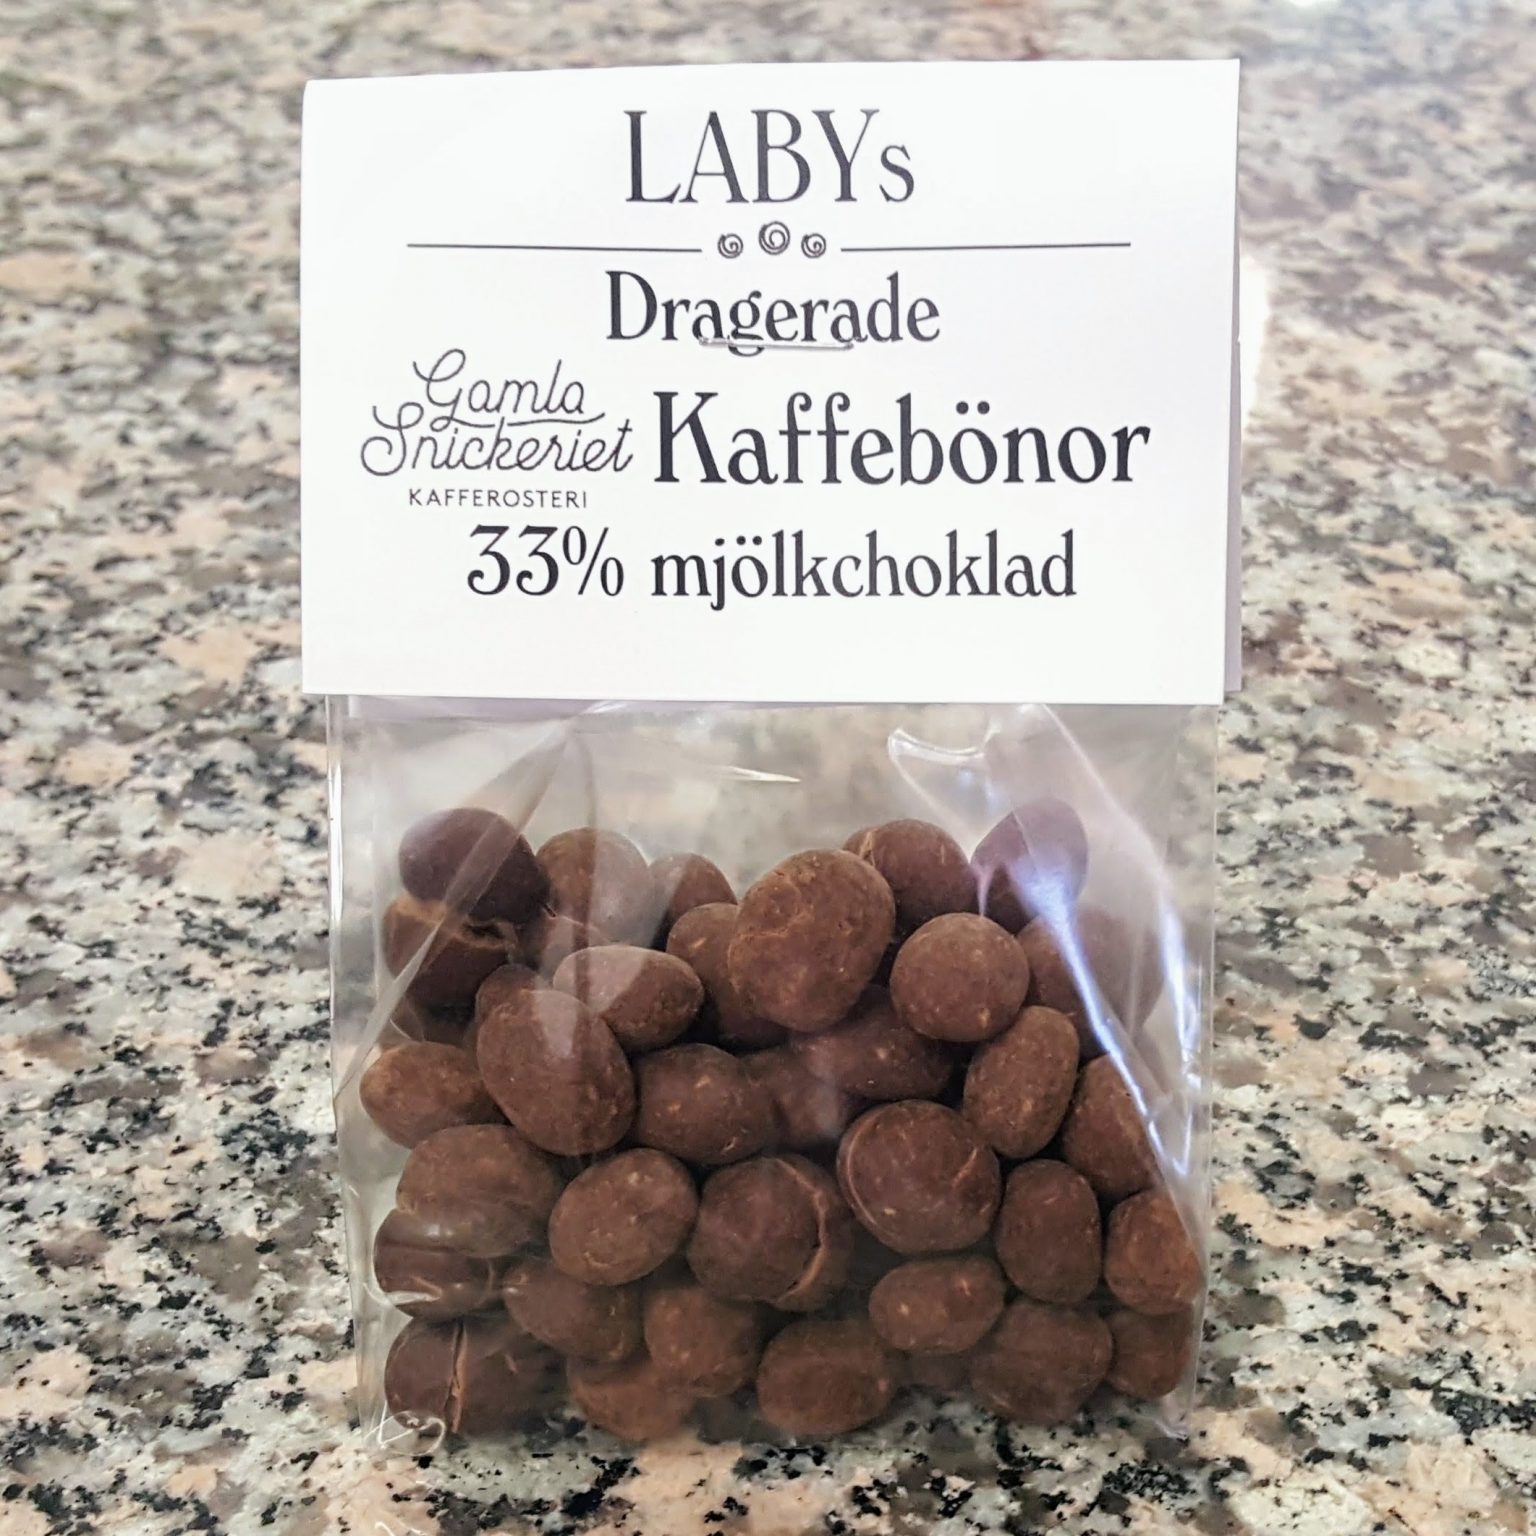 LABYs
Dragerade
Gamla
Snickeriet
KAFFEROSTERI
Kaffebönor
33% mjölkchoklad